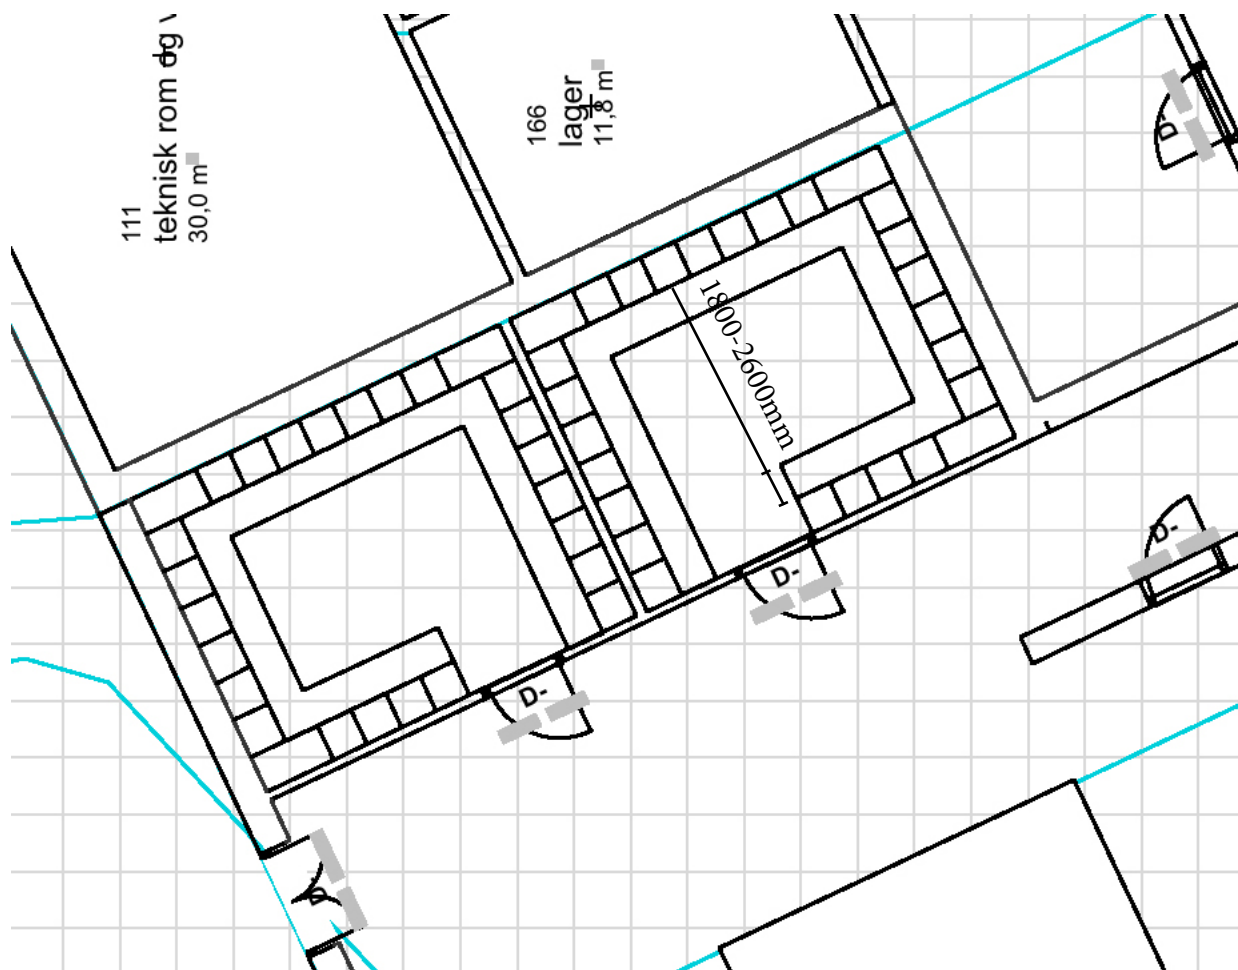 111
teknisk rom og v
30,0 m
166
lager
11,8 m
1800-2600mm
D-
D-
D-
D-
D-